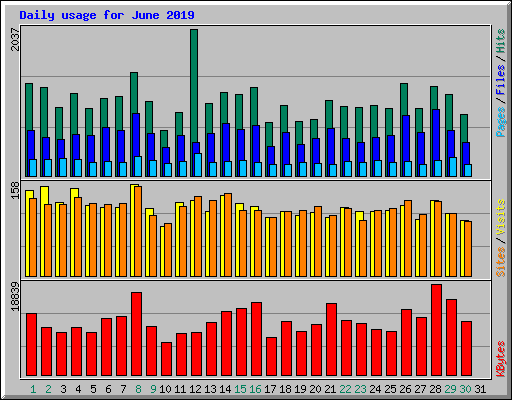 Daily usage for June 2019
2037
Pages / Files / Hits
158
Sites / Visits
18839
KBytes
1 2 3 4 5 6 7 8 9 10 11 12 13 14 15 16 17 18 19 20 21 22 23 24 25 26 27 28 29 30 31